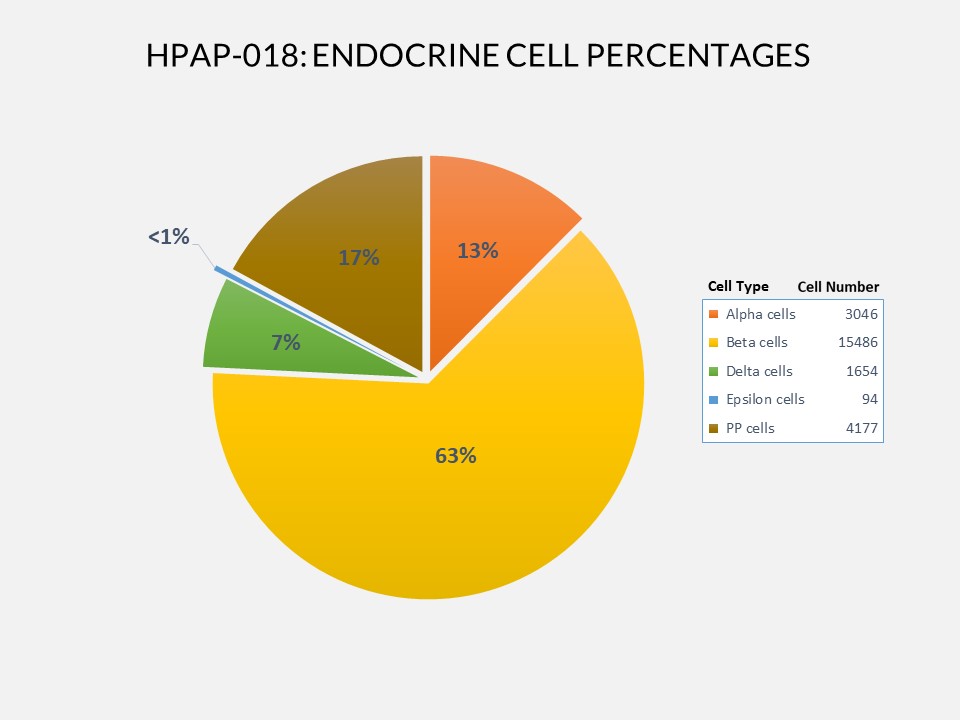 HPAP-018: ENDOCRINE CELL PERCENTAGES
17%
13%
<1%
7%
63%
Cell Type Cell Number
Alpha cells 3046
Beta cells 15486
Delta cells 1654
Epsilon cells 94
PP cells 4177